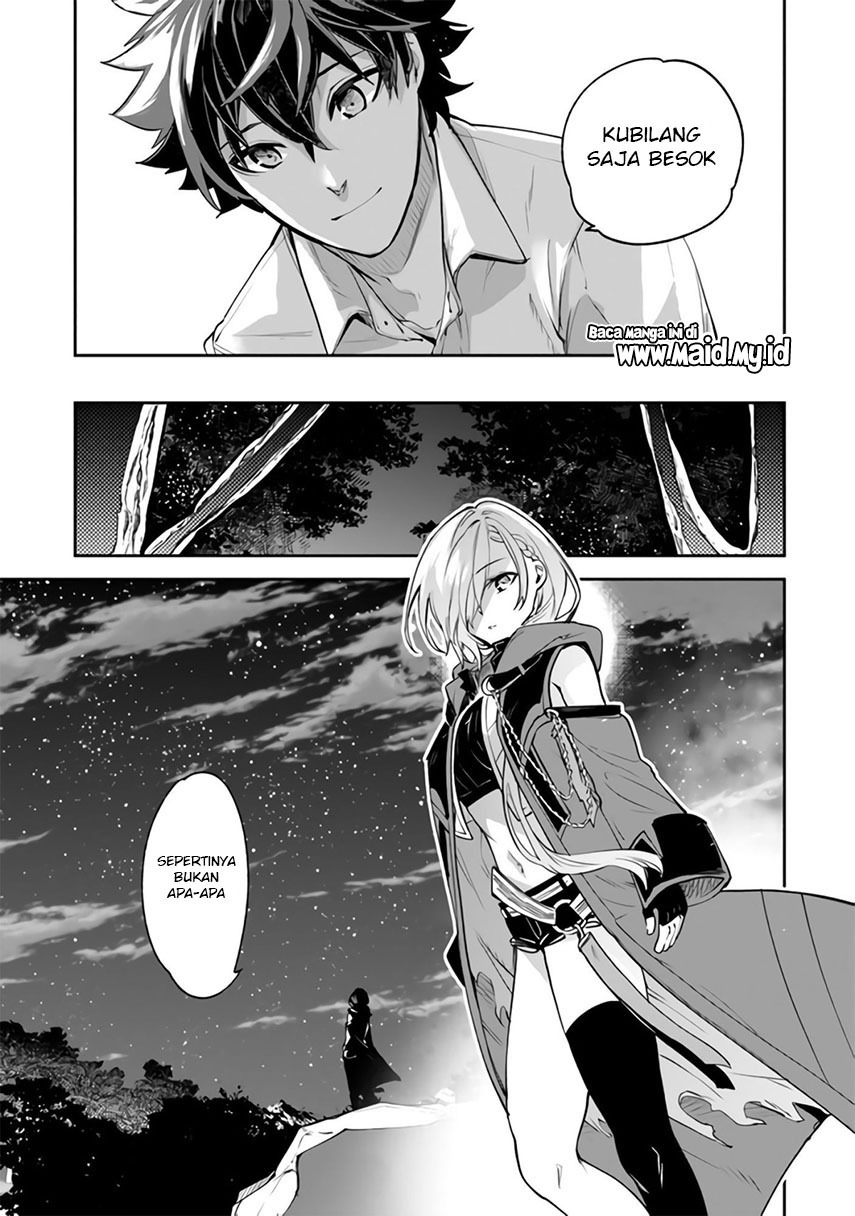 KUBILANG
SAJA BESOK
Baca Manga ini di
www.Maid.my.id
SEPERTINYA
BUKAN
APA-APA